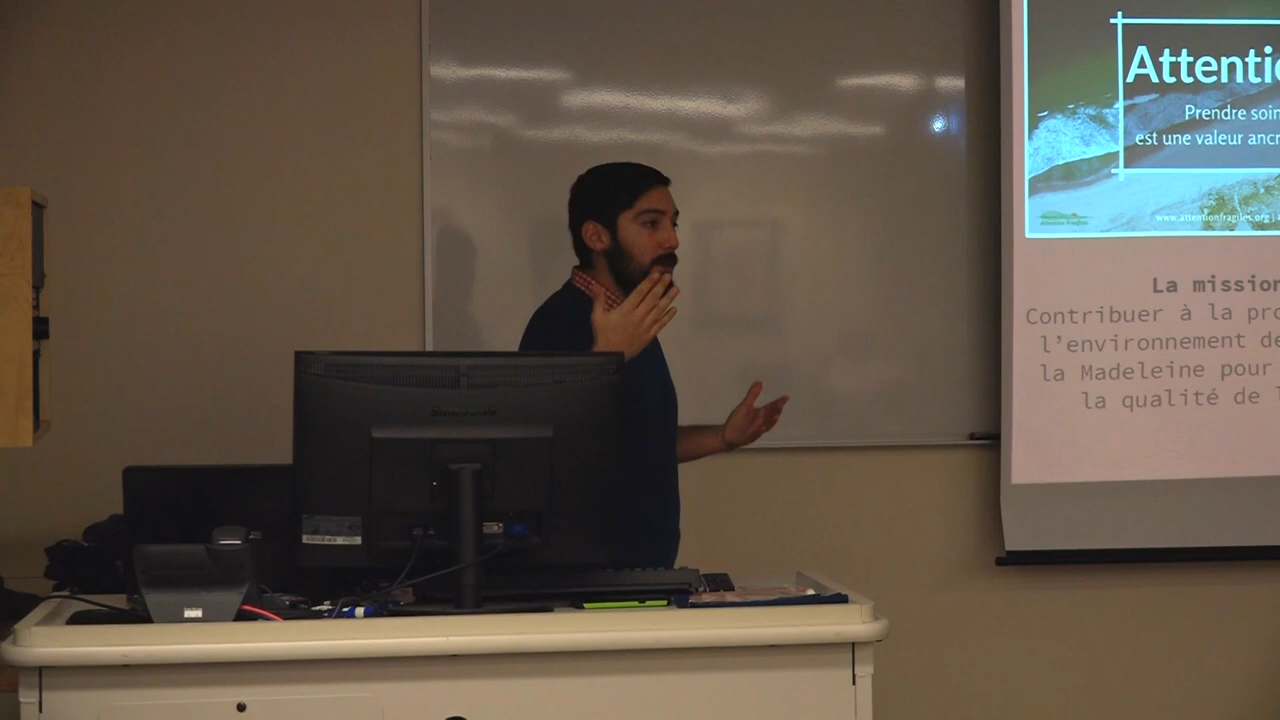 Attenti
Prendre soin
est une valeur ancr
www.attentionfragiles.org |
La mission
Contribuer à la pro
l'environnement de
la Madeleine pour
la qualité de l